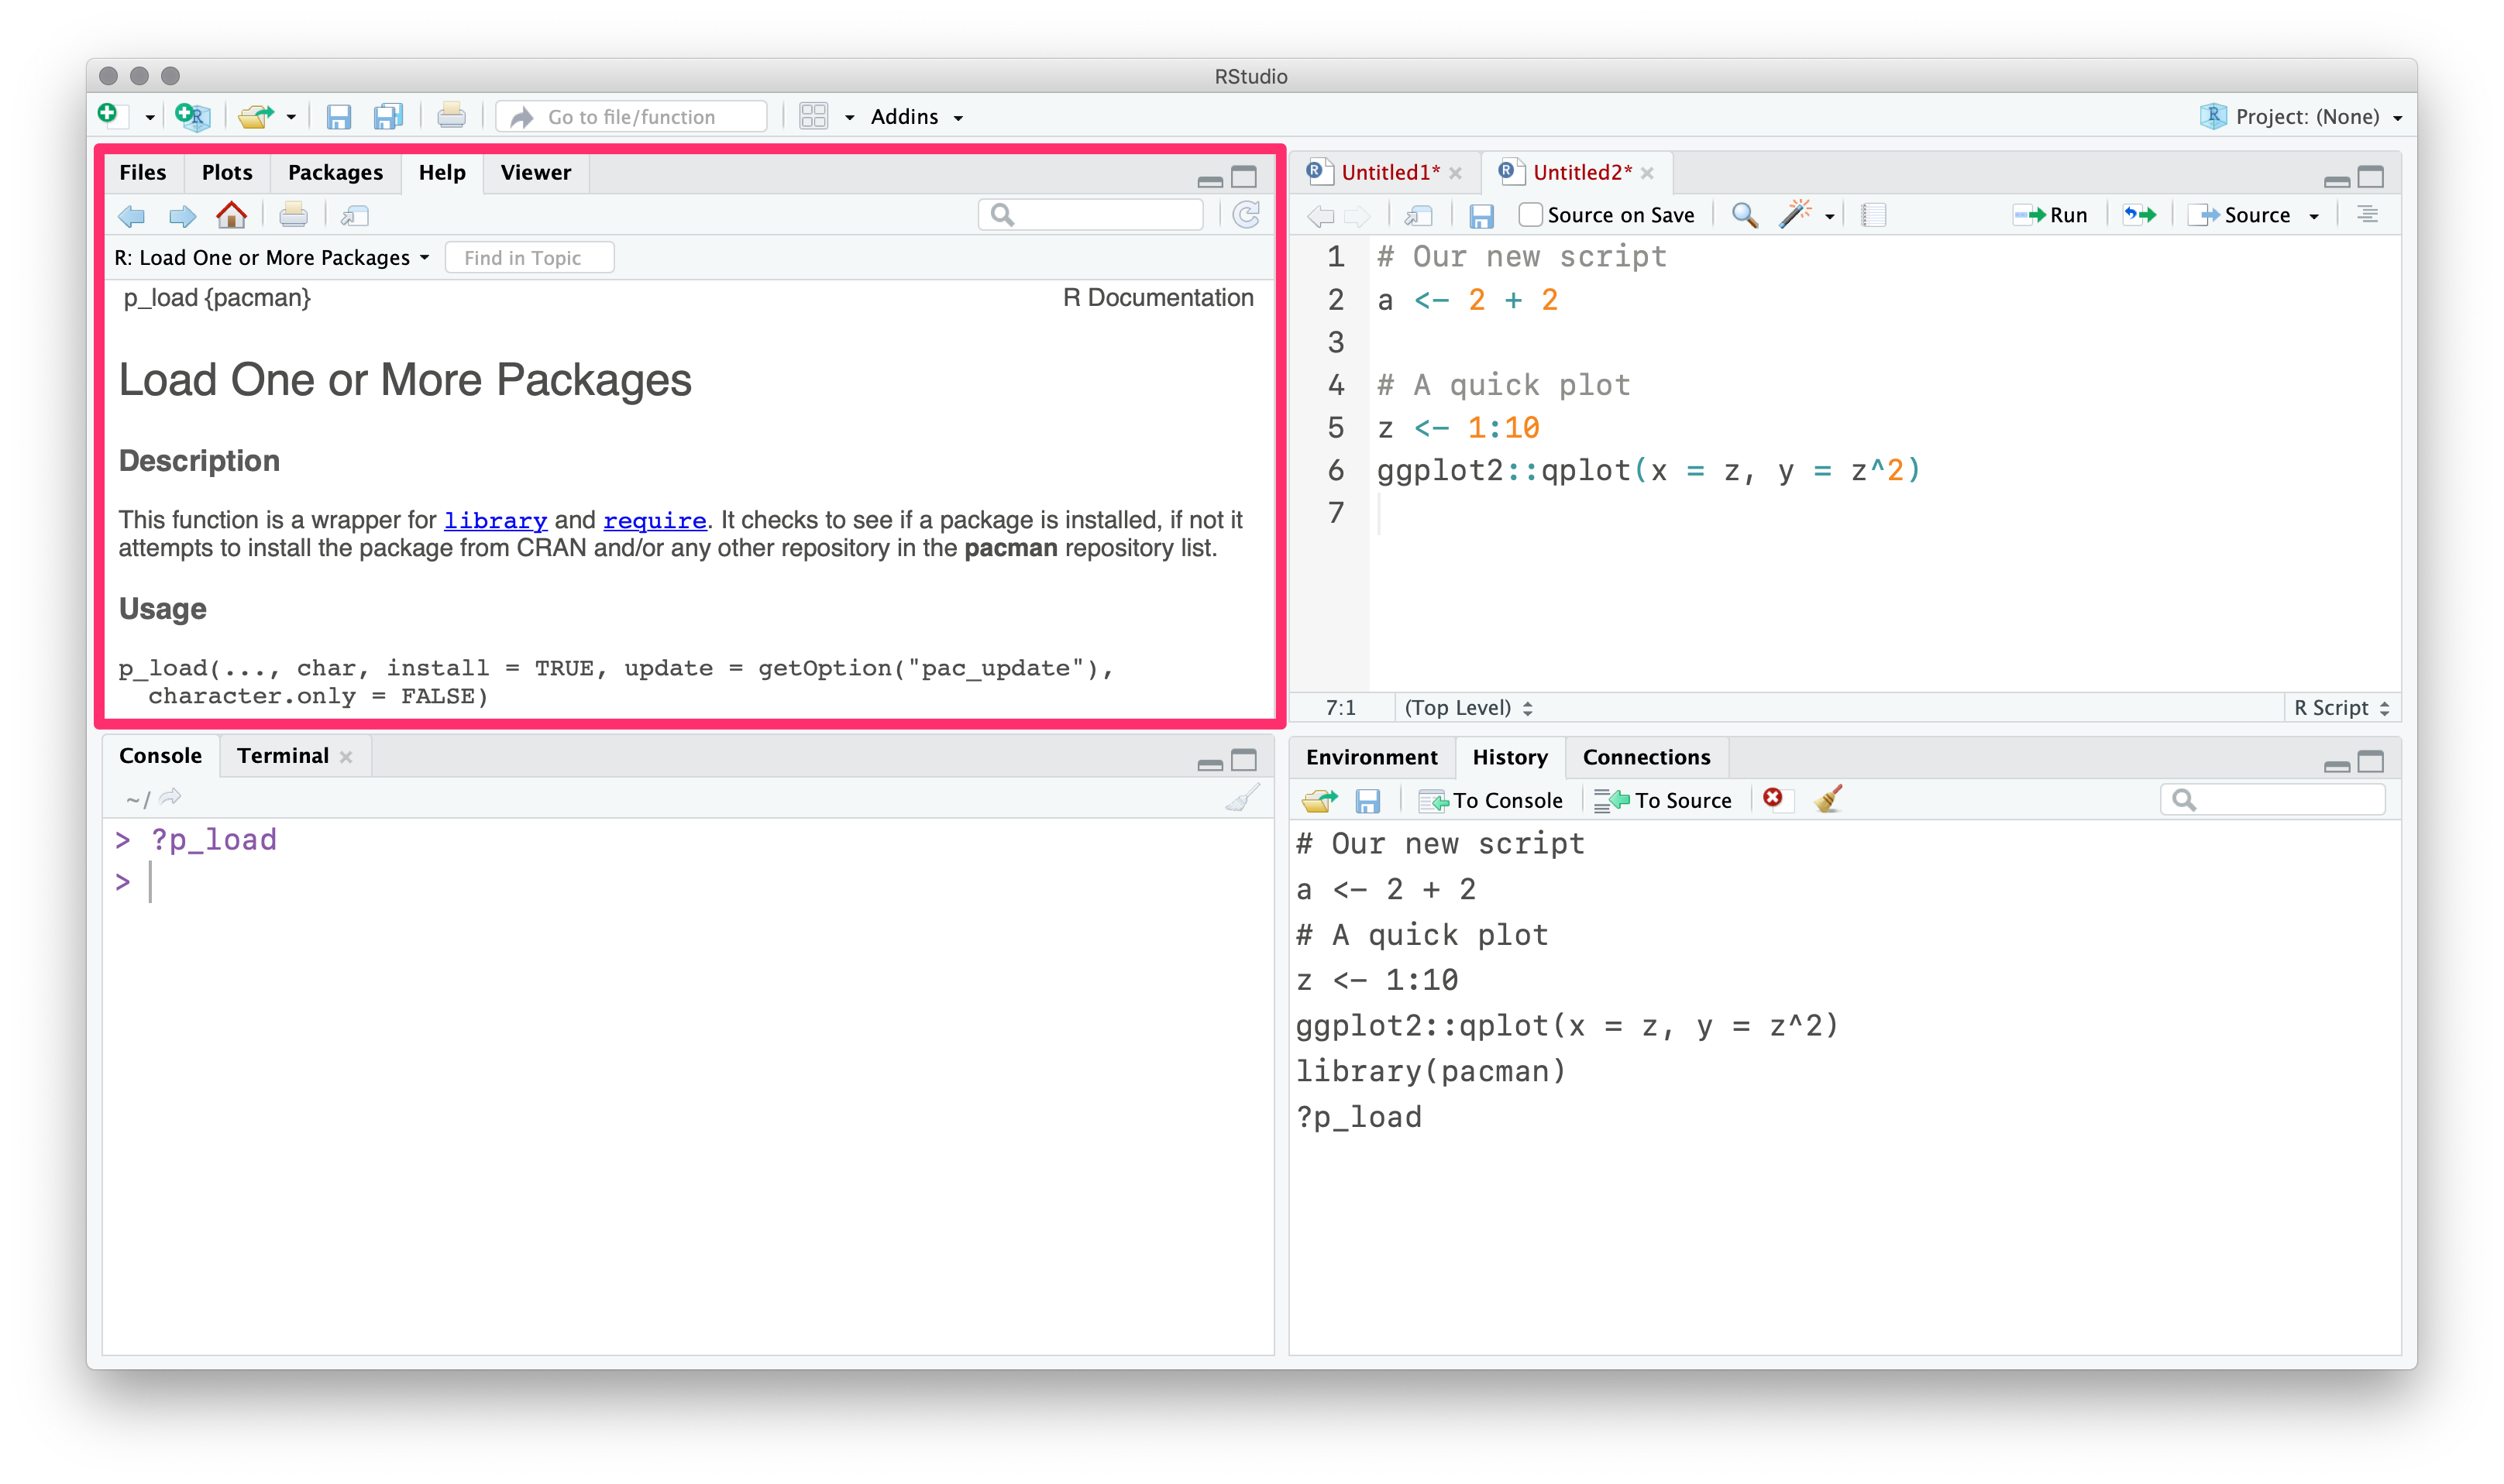 RStudio
Go to file/function Addins Project: (None)
Files Plots Packages Help Viewer
R: Load One or More Packages Find in Topic
p_load {pacman} R Documentation
Load One or More Packages
Description
This function is a wrapper for library and require. It checks to see if a package is installed, if not it
attempts to install the package from CRAN and/or any other repository in the pacman repository list.
Usage
p_load(..., char, install = TRUE, update = getOption("pac_update"),
character.only = FALSE)
Untitled1* Untitled2*
Source on Save Run Source
1 # Our new script
2 a <- 2 + 2
3
4 # A quick plot
5 z <- 1:10
6 ggplot2::qplot(x = z, y = z^2)
7
7:1 (Top Level) R Script
Console Terminal
~/
> ?p_load
>
Environment History Connections
To Console To Source
# Our new script
a <- 2 + 2
# A quick plot
z <- 1:10
ggplot2::qplot(x = z, y = z^2)
library(pacman)
?p_load